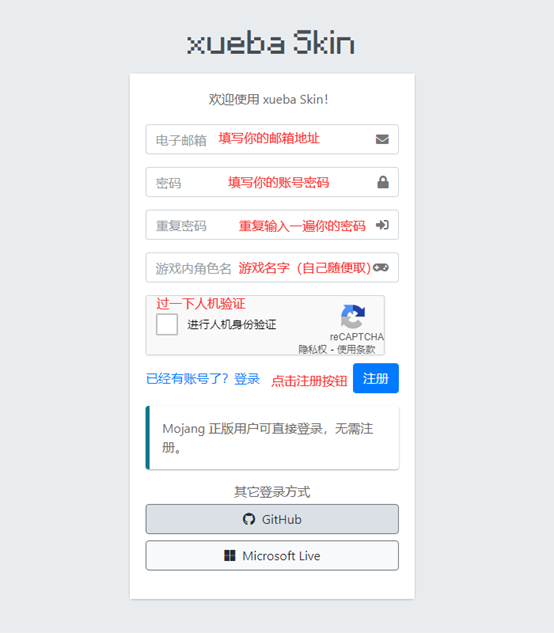 xueba Skin
欢迎使用 xueba Skin!
电子邮箱 填写你的邮箱地址
密码 填写你的账号密码
重复密码 重复输入一遍你的密码
游戏内角色名 游戏名字（自己随便取）
过一下人机验证
进行人机身份验证
reCAPTCHA
隐私权 - 使用条款
已经有账号了？登录 点击注册按钮 注册
Mojang 正版用户可直接登录，无需注
册。
其它登录方式
GitHub
Microsoft Live